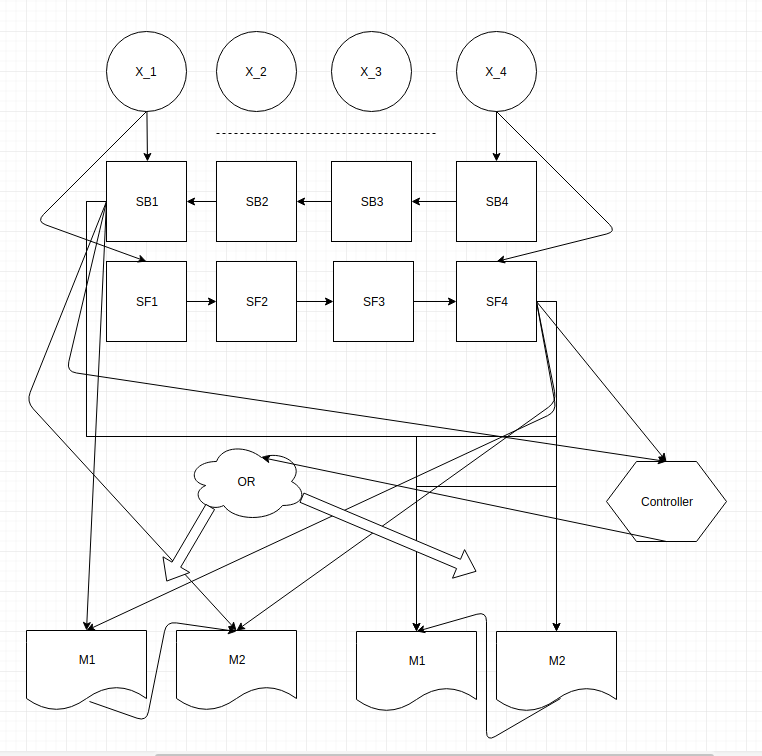 X_1 X_2 X_3 X_4
SB1 SB2 SB3 SB4
SF1 SF2 SF3 SF4
OR
Controller
M1 M2 M1 M2